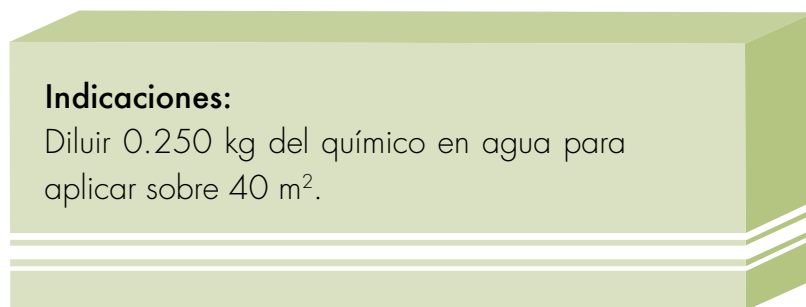 Indicaciones:
Diluir 0.250 kg del químico en agua para
aplicar sobre 40 m².